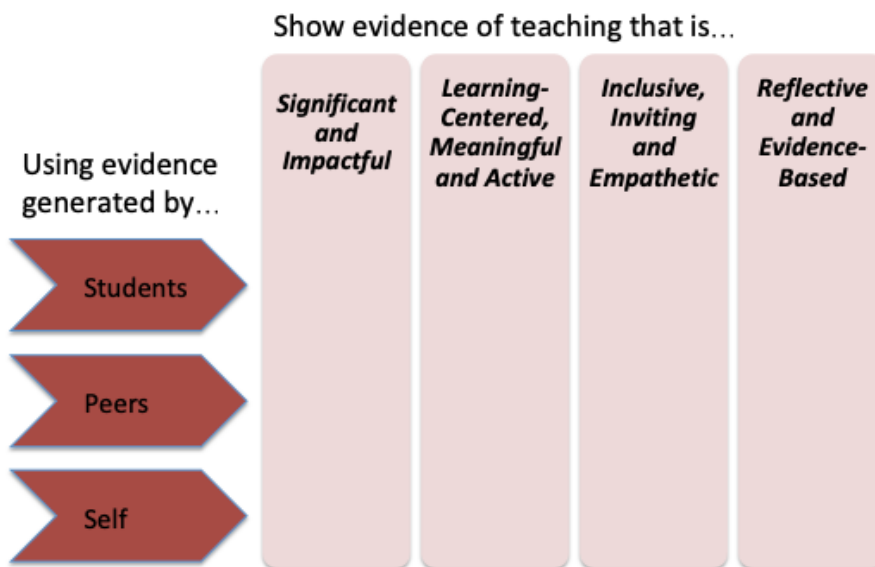 Show evidence of teaching that is...
Significant
and
Impactful
Learning-
Centered,
Meaningful
and Active
Inclusive,
Inviting
and
Empathetic
Reflective
and
Evidence-
Based
Using evidence
generated by...
Students
Peers
Self